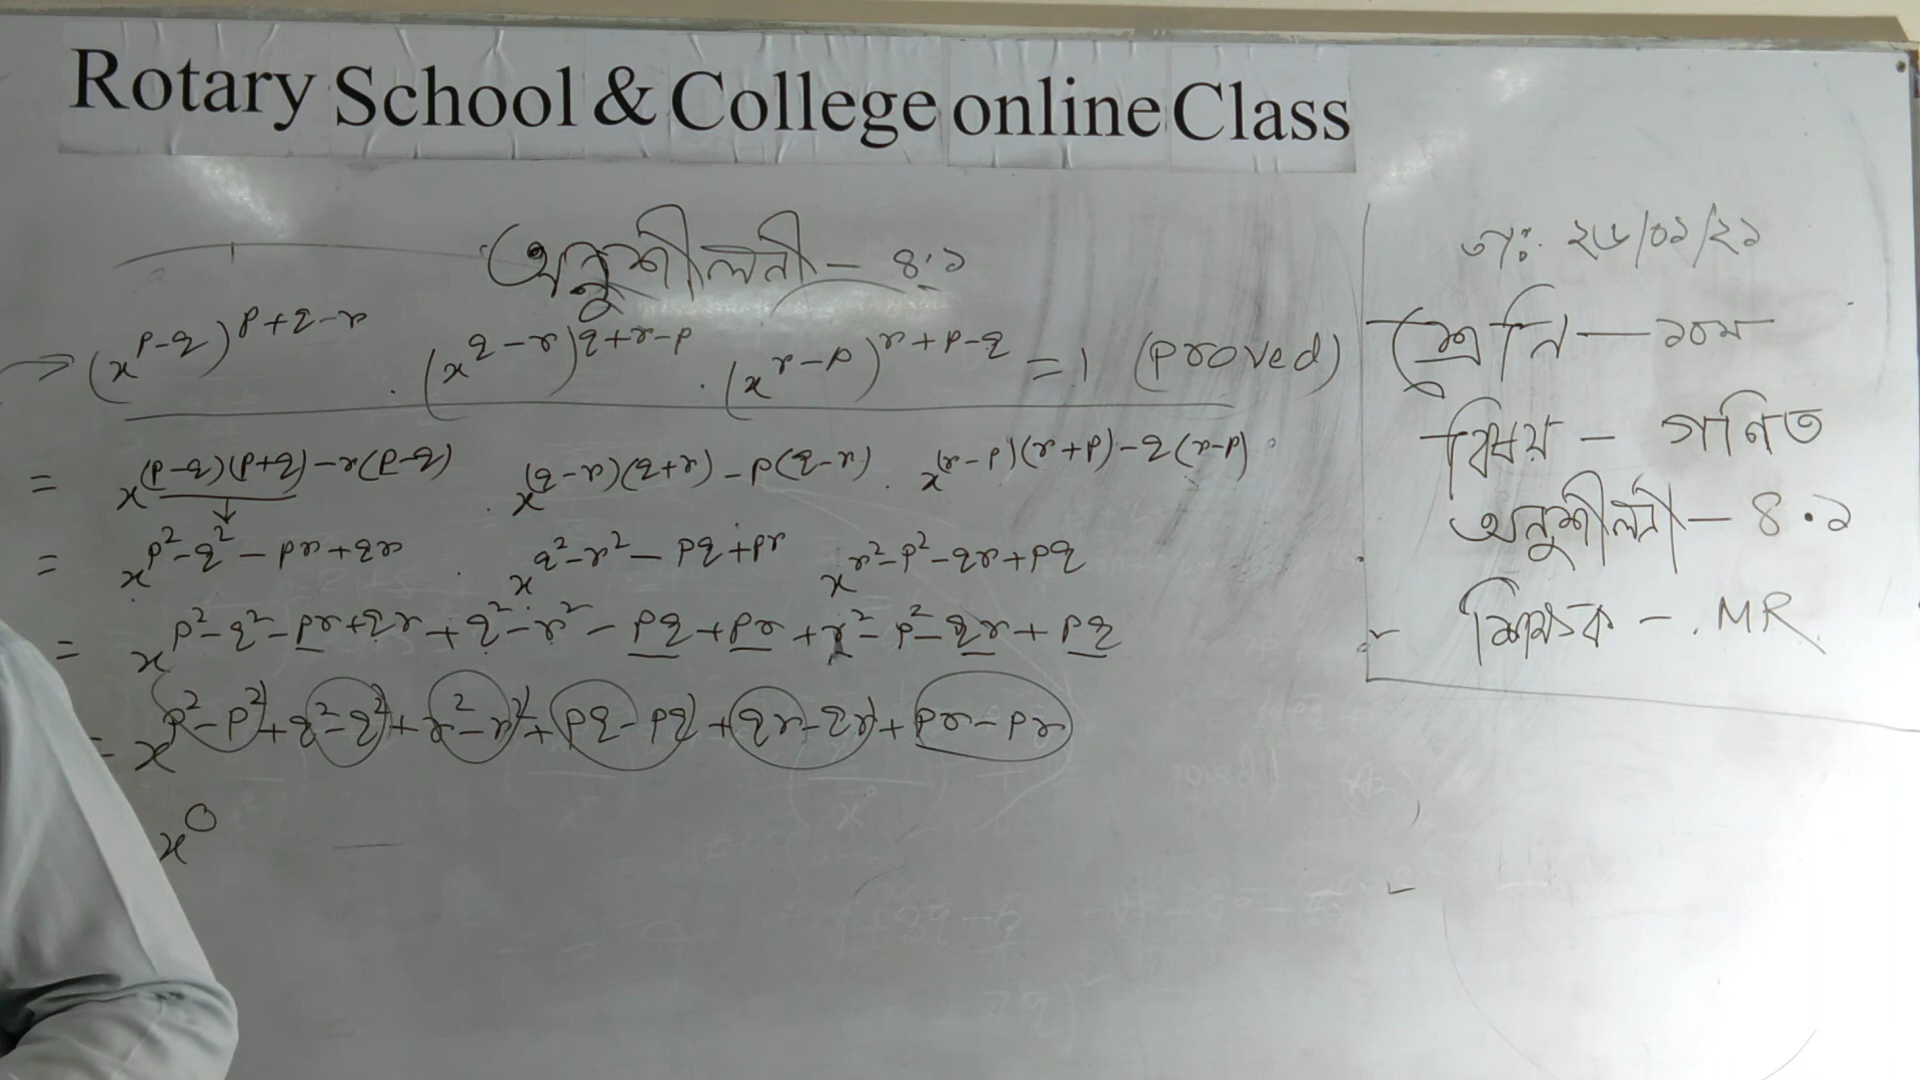 Rotary School & College online Class
অনুশীলনী – ৪.১
→ (x^{p-q})^{p+q-r} . (x^{q-r})^{q+r-p} . (x^{r-p})^{r+p-q} = 1 (proved)
= x^{(p-q)(p+q)-r(p-q)} . x^{(q-r)(q+r)-p(q-r)} . x^{(r-p)(r+p)-q(r-p)}
= x^{p²-q²-pr+qr} . x^{q²-r²-pq+pr} x^{r²-p²-qr+pq}
= x^{p²-q²-pr+qr+q²-r²-pq+pr+r²-p²-qr+pq}
= x^{p²-p²+q²-q²+r²-r²+pq-pq+qr-qr+pr-pr}
x^0
তাং: ২৬/০১/২১
শ্রেনি — ১০ম
বিষয় – গনিত
অনুশীলনী – ৪.১
শিক্ষক – MR